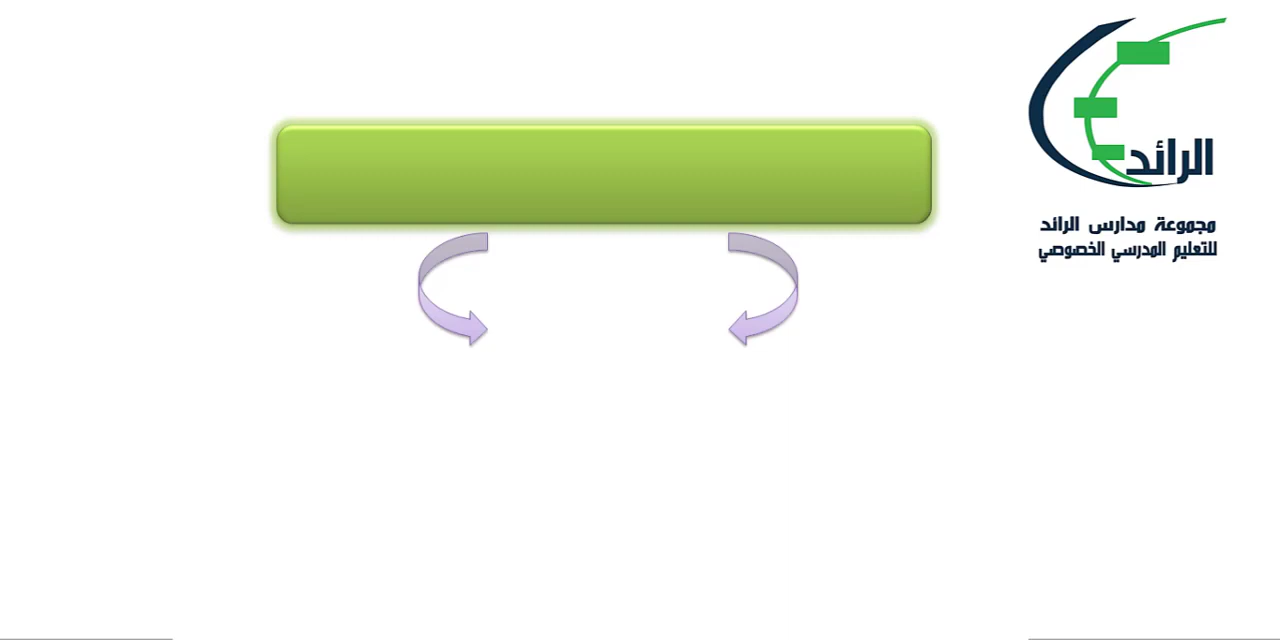 الرائد
مجموعة مدارس الرائد
للتعليم المدرسي الخصوصي